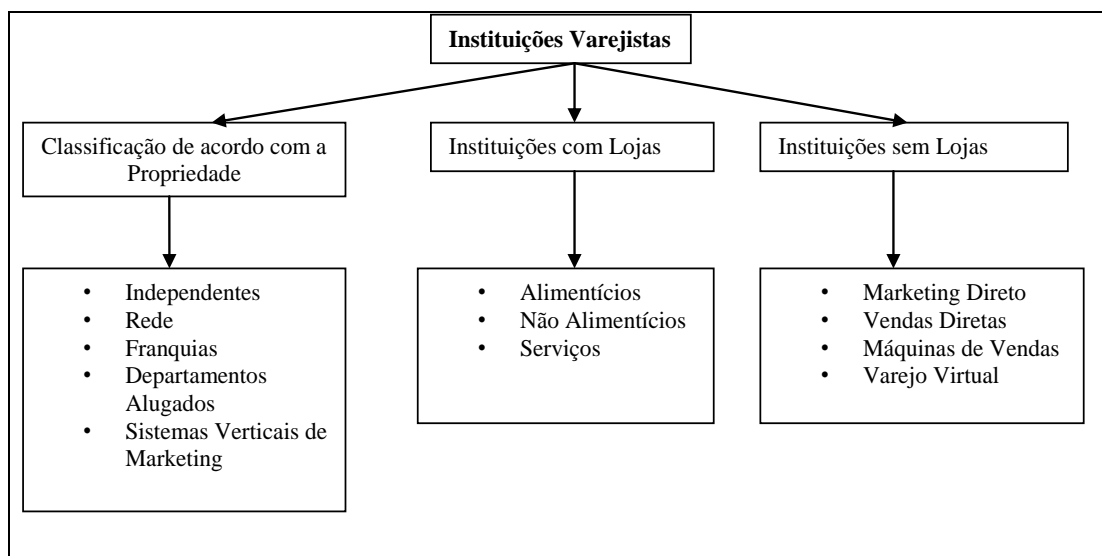 Instituições Varejistas
Classificação de acordo com a
Propriedade
Instituições com Lojas
Instituições sem Lojas
• Independentes
• Rede
• Franquias
• Departamentos
Alugados
• Sistemas Verticais de
Marketing
• Alimentícios
• Não Alimentícios
• Serviços
• Marketing Direto
• Vendas Diretas
• Máquinas de Vendas
• Varejo Virtual